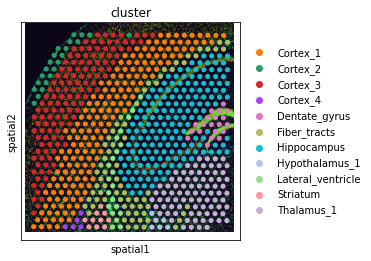 cluster
spatial2
spatial1
Cortex_1
Cortex_2
Cortex_3
Cortex_4
Dentate_gyrus
Fiber_tracts
Hippocampus
Hypothalamus_1
Lateral_ventricle
Striatum
Thalamus_1